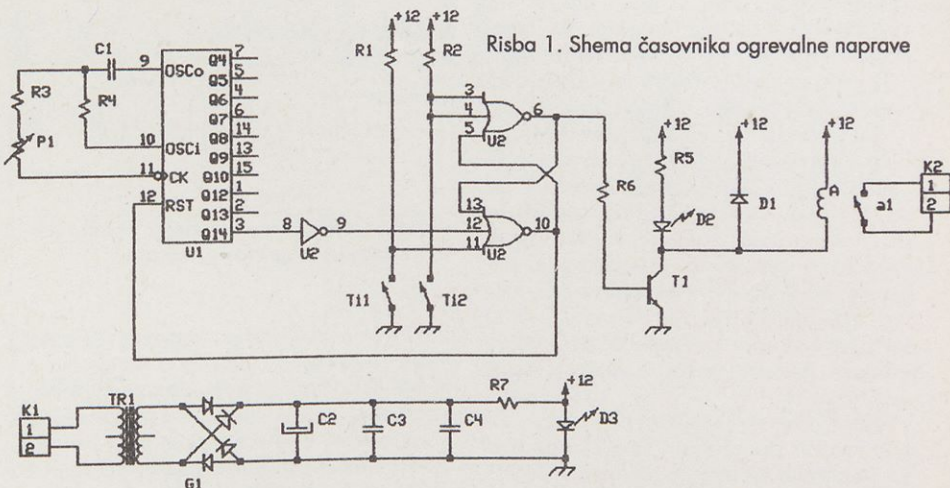 Risba 1. Shema časovnika ogrevalne naprave
+12
+12
R1
R2
C1
9
OSCo
R3
R4
P1
10
OSCi
11
CK
12
RST
Q4
7
Q5
5
Q6
4
Q7
6
Q8
14
Q9
13
Q10
15
Q12
1
Q13
2
Q14
3
U1
8
9
U2
3
4
5
6
U2
13
12
11
10
U2
Ti1
Ti2
R6
+12
R5
D2
+12
D1
+12
A
a1
K2
1
2
T1
K1
1
2
TR1
G1
C2
C3
C4
R7
+12
D3